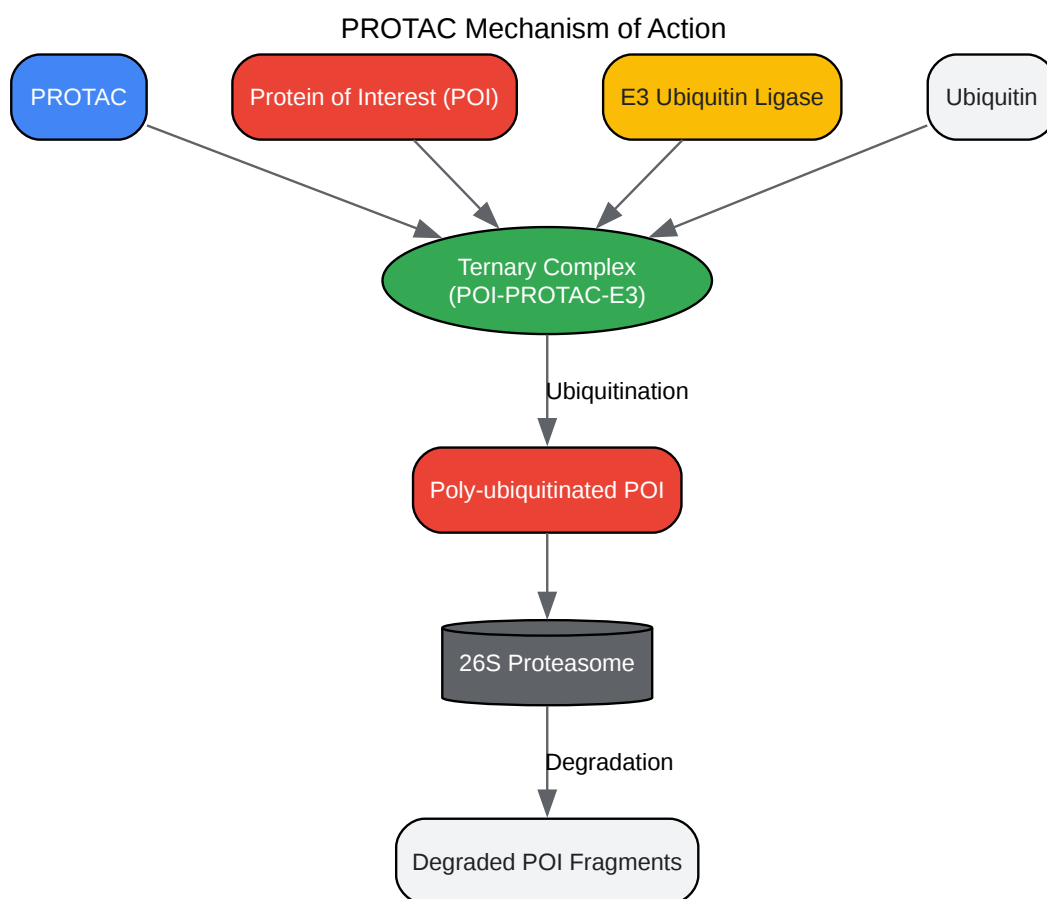 PROTAC Mechanism of Action
PROTAC
Protein of Interest (POI)
E3 Ubiquitin Ligase
Ubiquitin
Ternary Complex
(POI-PROTAC-E3)
Ubiquitination
Poly-ubiquitinated POI
26S Proteasome
Degradation
Degraded POI Fragments